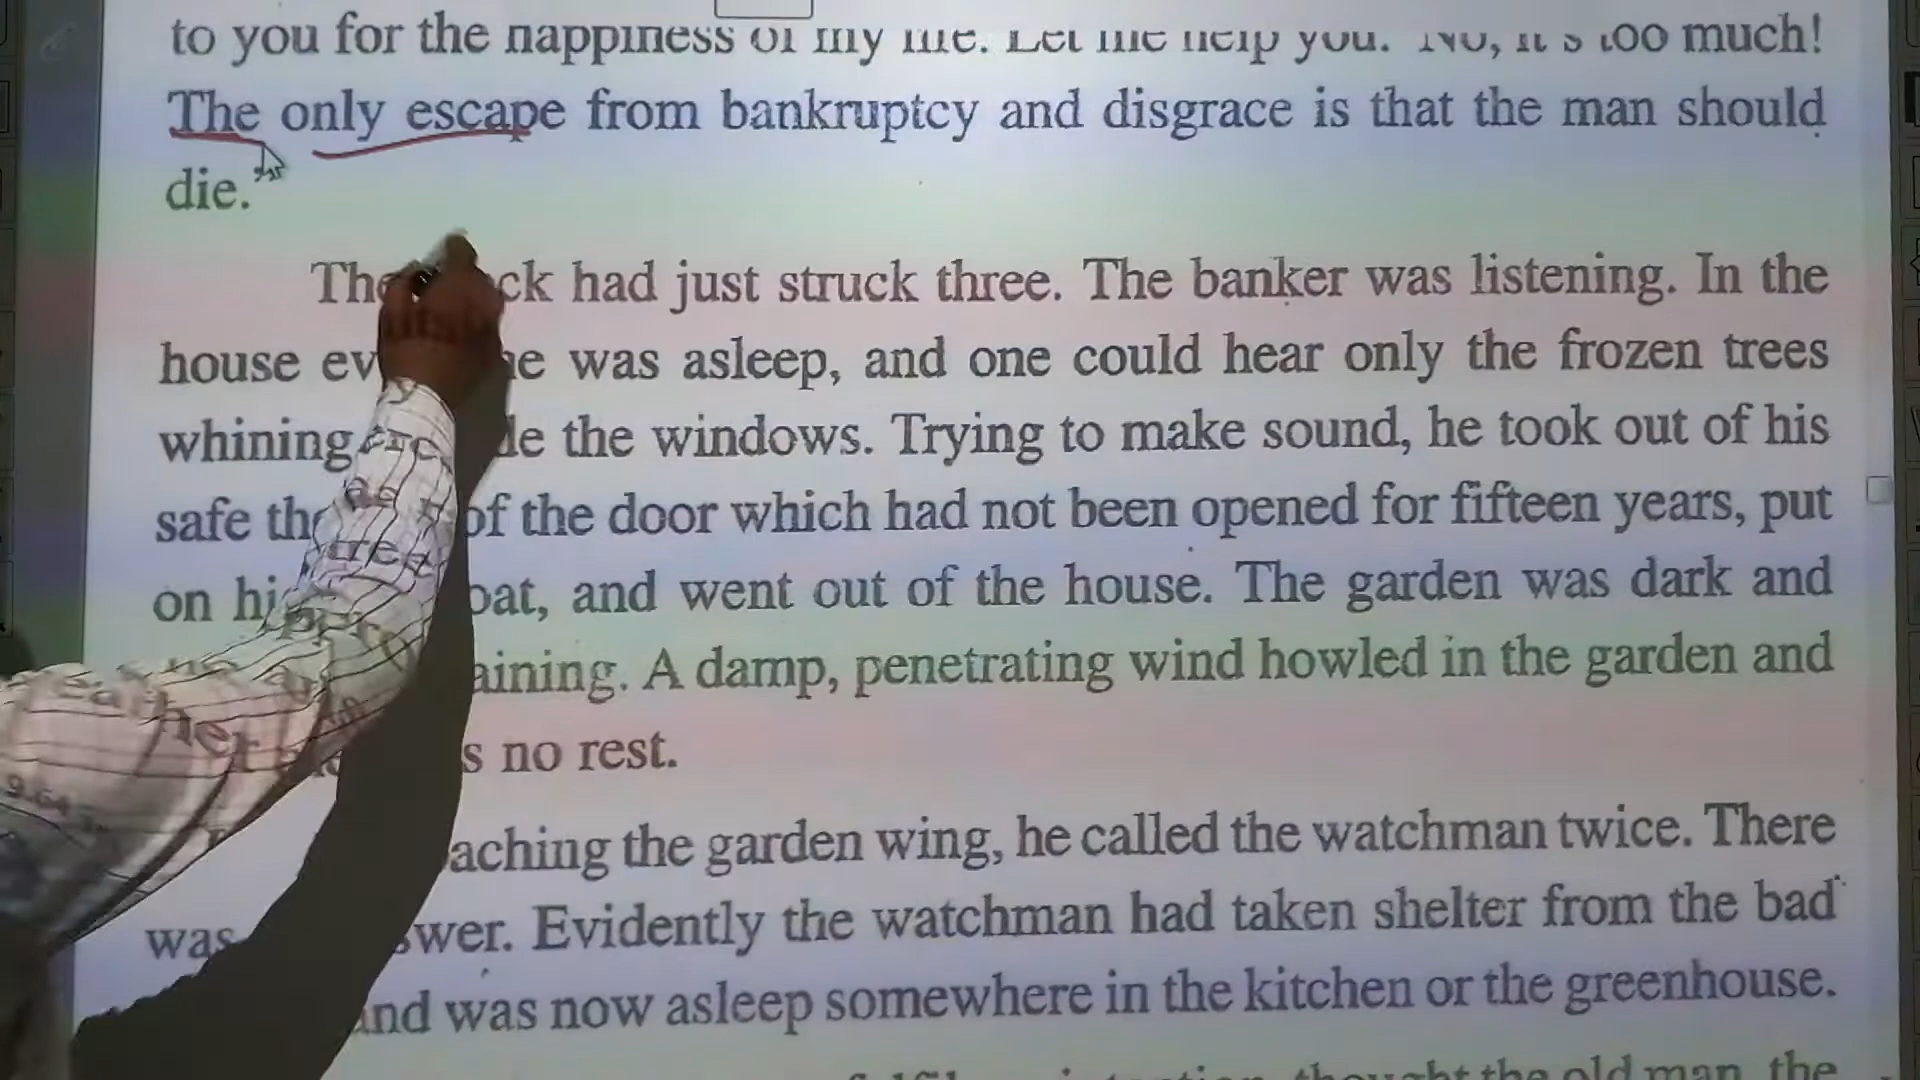 to you for the happiness of my life. Let me help you. No, it's too much!
The only escape from bankruptcy and disgrace is that the man should
die."
ck had just struck three. The banker was listening. In the
house ev ne was asleep, and one could hear only the frozen trees
whining de the windows. Trying to make sound, he took out of his
safe the of the door which had not been opened for fifteen years, put
on hi oat, and went out of the house. The garden was dark and
aining. A damp, penetrating wind howled in the garden and
s no rest.
aching the garden wing, he called the watchman twice. There
was swer. Evidently the watchman had taken shelter from the bad
and was now asleep somewhere in the kitchen or the greenhouse.
thought the old man, the